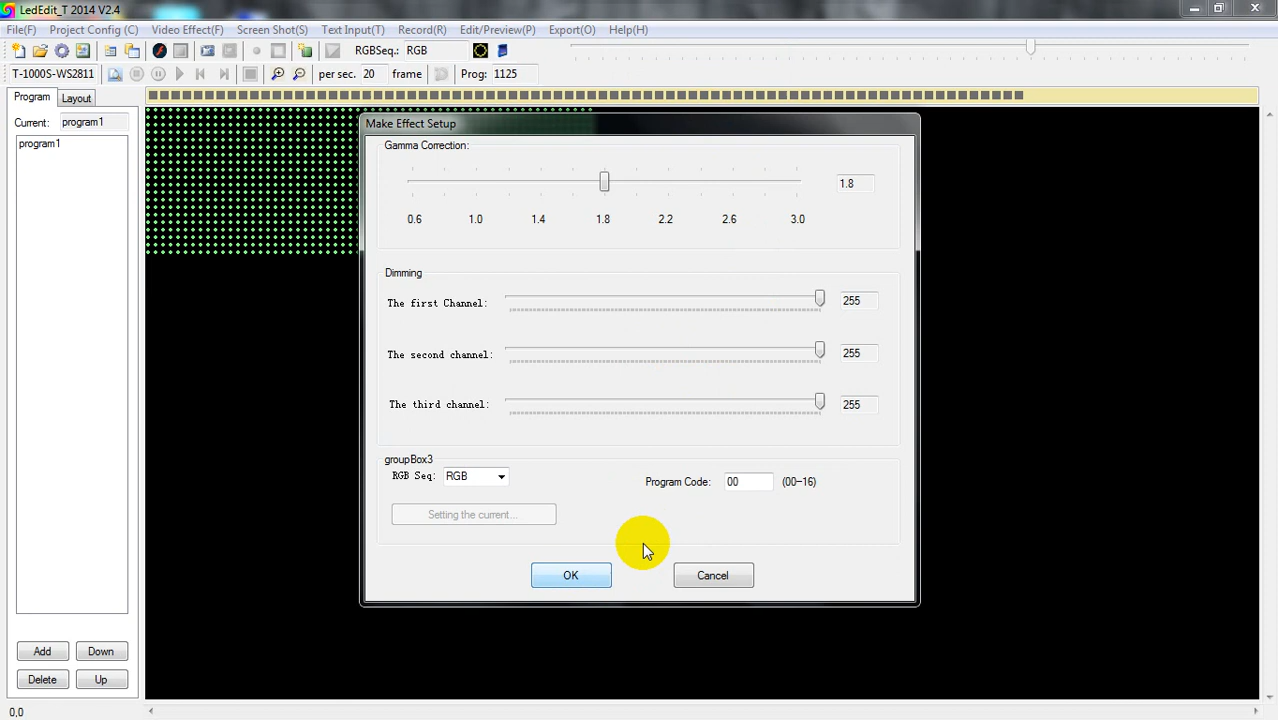 LedEdit_T 2014 V2.4
File(F) Project Config (C) Video Effect(F) Screen Shot(S) Text Input(T) Record(R) Edit/Preview(P) Export(O) Help(H)
RGBSeq.: RGB
T-1000S-WS2811 per sec. 20 frame Prog: 1125
Program Layout
Current: program1
program1
Make Effect Setup
Gamma Correction:
1.8
0.6 1.0 1.4 1.8 2.2 2.6 3.0
Dimming
The first Channel: 255
The second channel: 255
The third channel: 255
groupBox3
RGB Seq: RGB Program Code: 00 (00-16)
Setting the current...
OK Cancel
Add Down
Delete Up
0,0